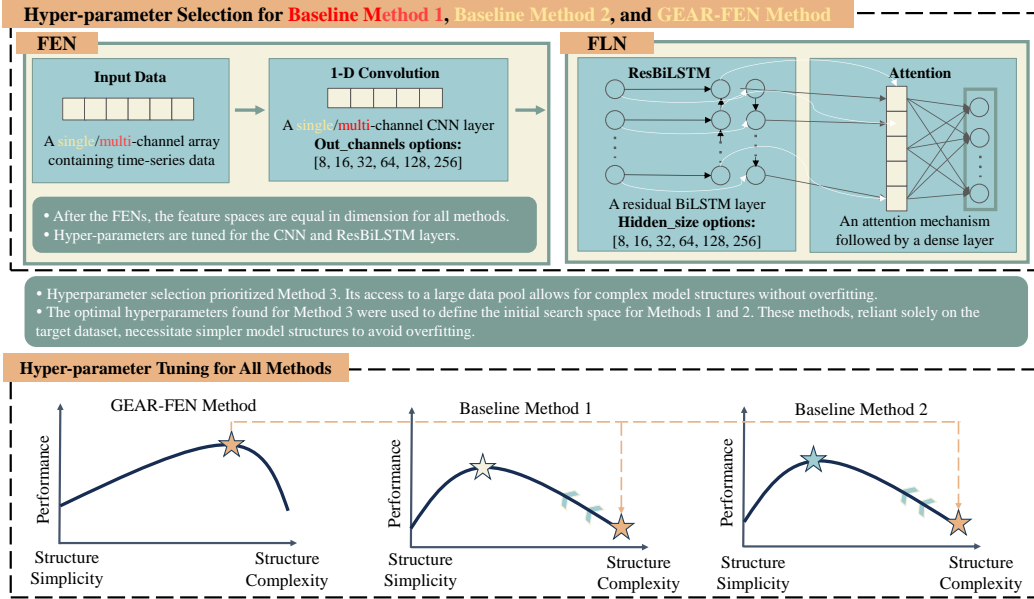 Hyper-parameter Selection for Baseline Method 1, Baseline Method 2, and GEAR-FEN Method
FEN
Input Data
A single/multi-channel array
containing time-series data
1-D Convolution
A single/multi-channel CNN layer
Out_channels options:
[8, 16, 32, 64, 128, 256]
• After the FENs, the feature spaces are equal in dimension for all methods.
• Hyper-parameters are tuned for the CNN and ResBiLSTM layers.
FLN
ResBiLSTM
A residual BiLSTM layer
Hidden_size options:
[8, 16, 32, 64, 128, 256]
Attention
An attention mechanism
followed by a dense layer
• Hyperparameter selection prioritized Method 3. Its access to a large data pool allows for complex model structures without overfitting.
• The optimal hyperparameters found for Method 3 were used to define the initial search space for Methods 1 and 2. These methods, reliant solely on the
target dataset, necessitate simpler model structures to avoid overfitting.
Hyper-parameter Tuning for All Methods
GEAR-FEN Method
Performance
Structure
Simplicity
Structure
Complexity
Baseline Method 1
Performance
Structure
Simplicity
Structure
Complexity
Baseline Method 2
Performance
Structure
Simplicity
Structure
Complexity